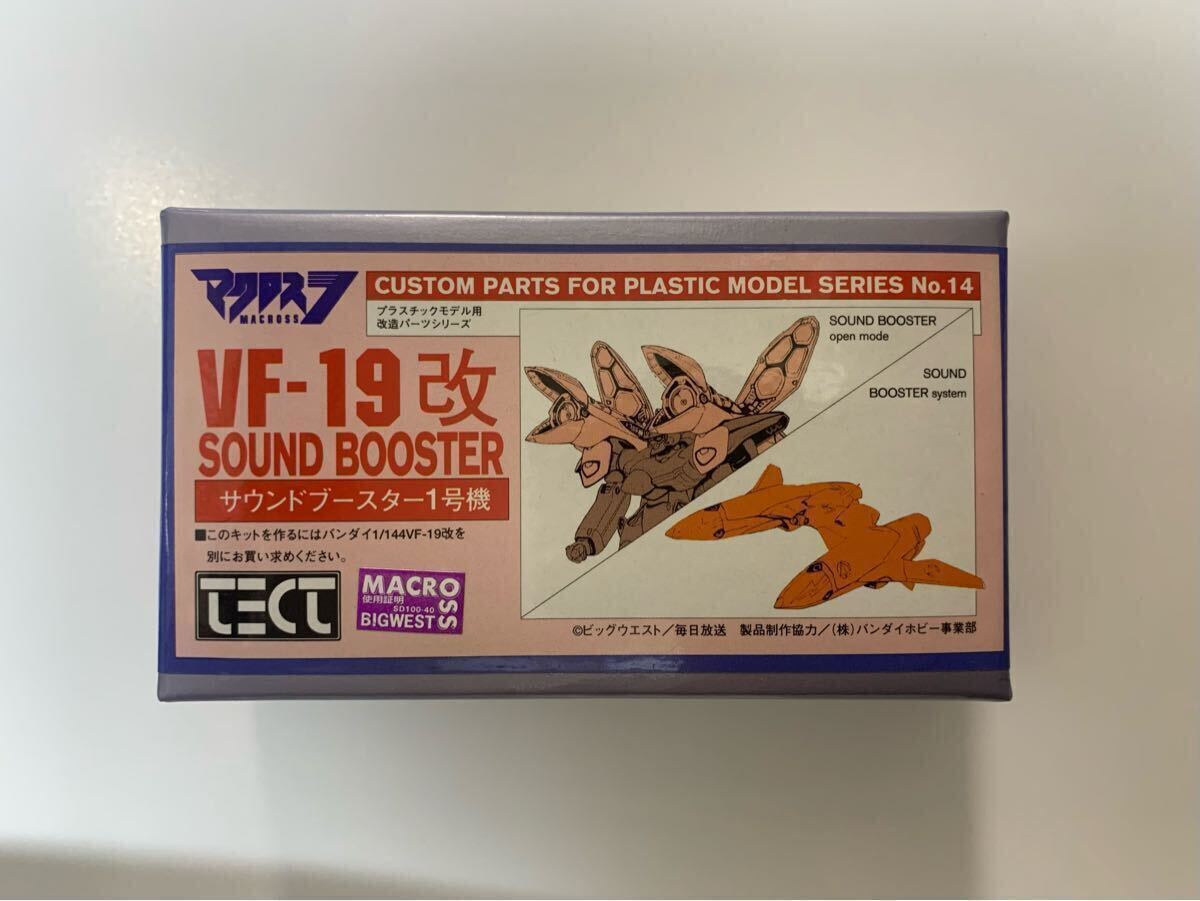 マクロス7
MACROSS
CUSTOM PARTS FOR PLASTIC MODEL SERIES No.14
プラスチックモデル用
改造パーツシリーズ
VF-19改
SOUND BOOSTER
サウンドブースター1号機
■このキットを作るにはバンダイ1/144VF-19改を
別にお買い求めください。
TECT
MACROSS
使用証明
SD100-40
BIGWEST
SOUND BOOSTER
open mode
SOUND
BOOSTER system
©ビッグウエスト／毎日放送　製品制作協力／(株)バンダイホビー事業部